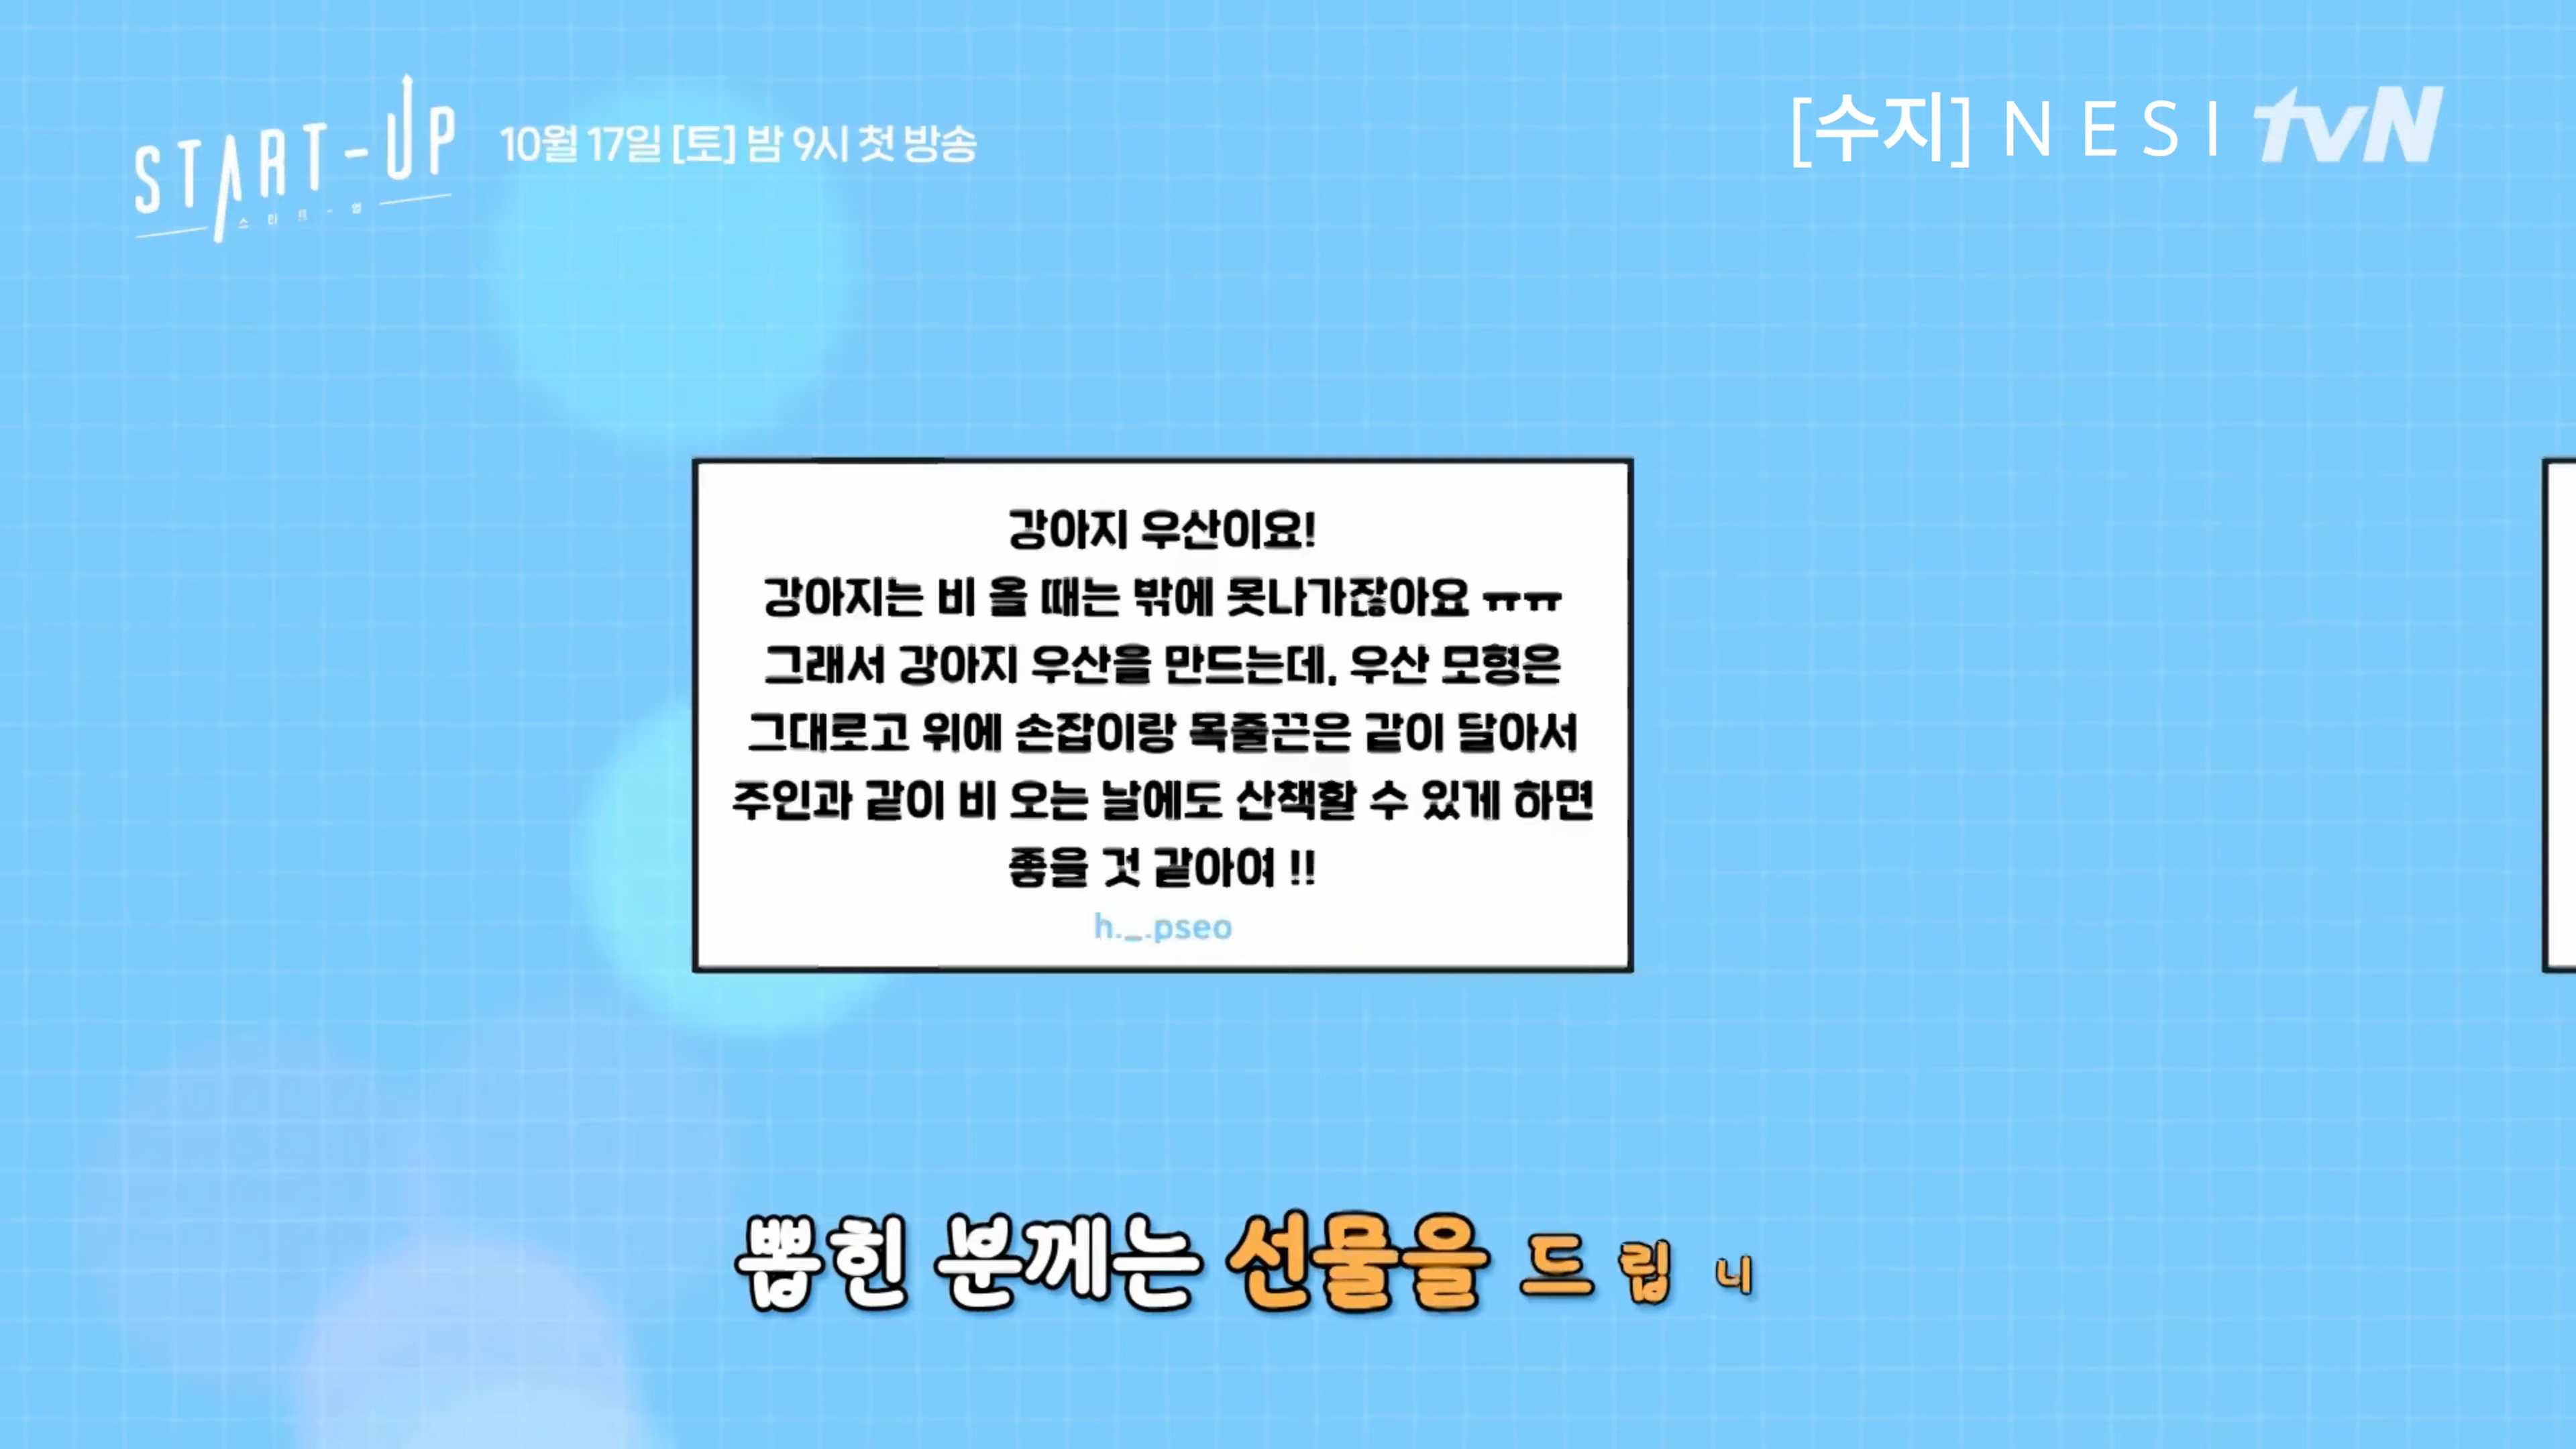 START-UP
스타트-업
10월 17일 [토] 밤 9시 첫 방송
[수지] NESI tvN
강아지 우산이요!
강아지는 비 올 때는 밖에 못나가잖아요 ㅠㅠ
그래서 강아지 우산을 만드는데, 우산 모형은
그대로고 위에 손잡이랑 목줄끈은 같이 달아서
주인과 같이 비 오는 날에도 산책할 수 있게 하면
좋을 것 같아여 !!
h._.pseo
뽑힌 분께는 선물을 드립니